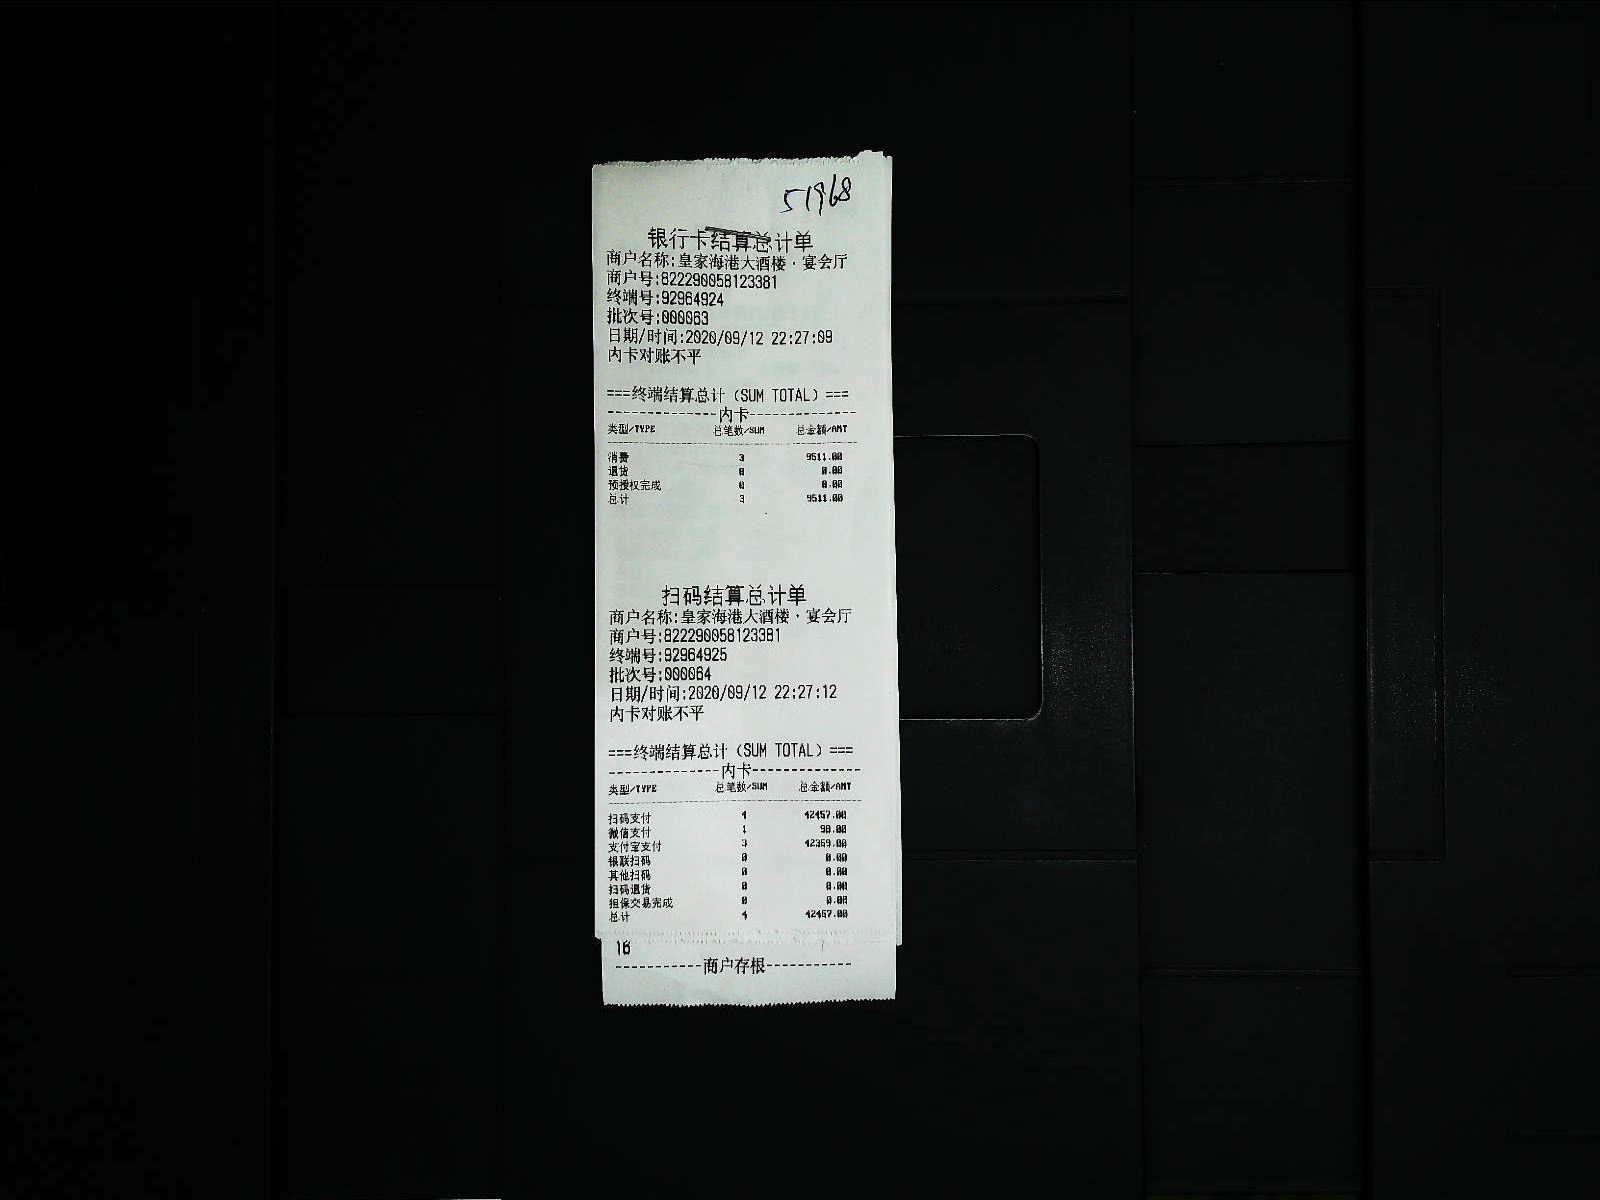 51968
银行卡结算总计单
商户名称:皇家海港大酒楼·宴会厅
商户号:822290058123381
终端号:92964924
批次号:000063
日期/时间:2020/09/12 22:27:09
内卡对账不平
===终端结算总计（SUM TOTAL）===
--------------内卡--------------
类型/TYPE 总笔数/SUM 总金额/AMT
消费 3 9511.00
退货 0 0.00
预授权完成 0 0.00
总计 3 9511.00
扫码结算总计单
商户名称:皇家海港大酒楼·宴会厅
商户号:822290058123381
终端号:92964925
批次号:000064
日期/时间:2020/09/12 22:27:12
内卡对账不平
===终端结算总计（SUM TOTAL）===
--------------内卡--------------
类型/TYPE 总笔数/SUM 总金额/AMT
扫码支付 4 42457.00
微信支付 1 98.00
支付宝支付 3 42359.00
银联扫码 0 0.00
其他扫码 0 0.00
扫码退货 0 0.00
担保交易完成 0 0.00
总计 4 42457.00
16
-----------商户存根-----------